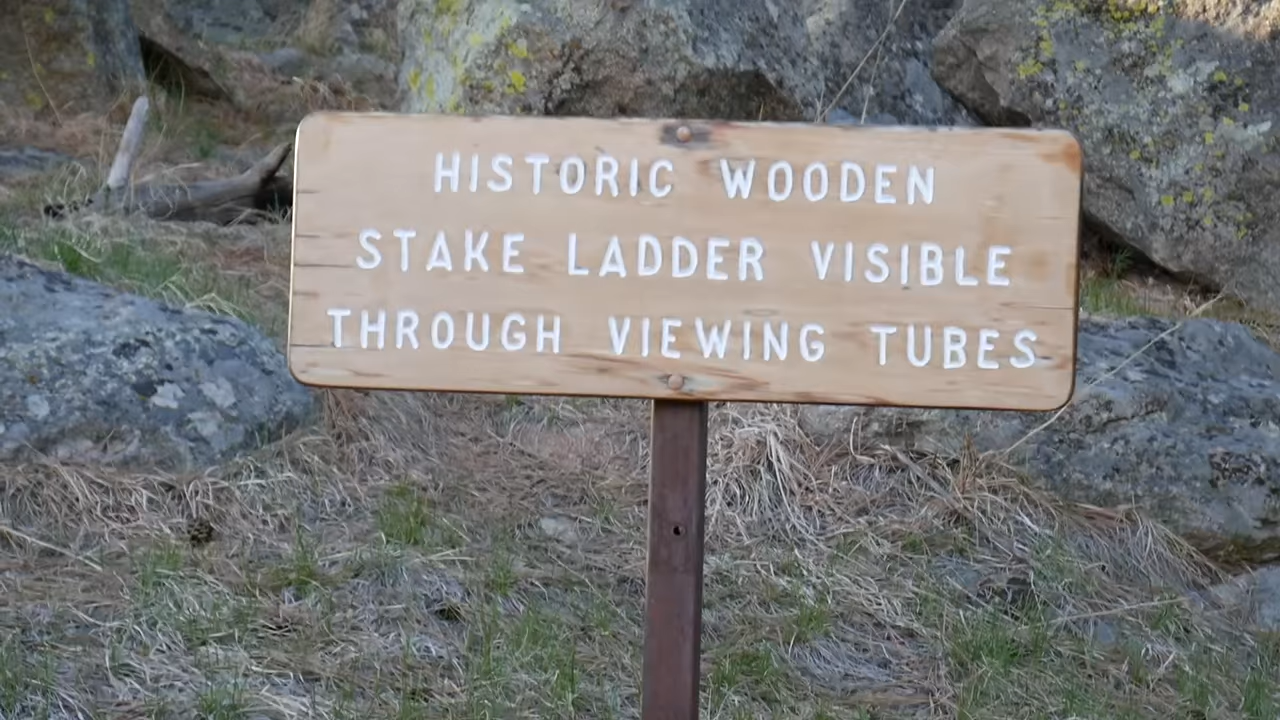 HISTORIC WOODEN
STAKE LADDER VISIBLE
THROUGH VIEWING TUBES